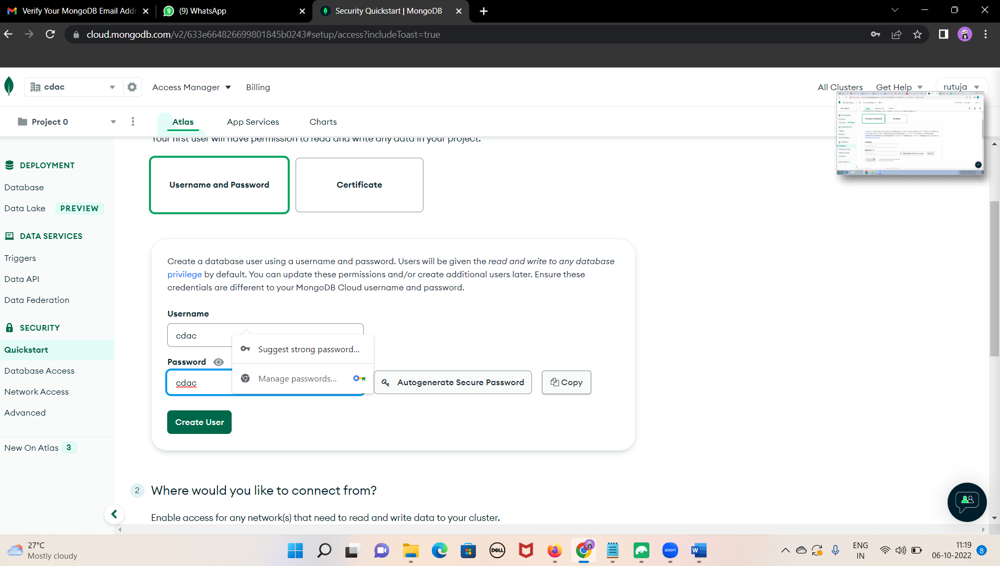 Verify Your MongoDB Email Addr
(9) WhatsApp
Security Quickstart | MongoDB
cloud.mongodb.com/v2/633e664826699801845b0243#setup/access?includeToast=true
cdac
Access Manager
Billing
All Clusters
Get Help
rutuja
Project 0
Atlas
App Services
Charts
Your first user will have permission to read and write any data in your project.
DEPLOYMENT
Database
Data Lake PREVIEW
DATA SERVICES
Triggers
Data API
Data Federation
SECURITY
Quickstart
Database Access
Network Access
Advanced
New On Atlas 3
Username and Password
Certificate
Create a database user using a username and password. Users will be given the read and write to any database
privilege by default. You can update these permissions and/or create additional users later. Ensure these
credentials are different to your MongoDB Cloud username and password.
Username
cdac
Suggest strong password...
Password
Manage passwords...
cdac
Autogenerate Secure Password
Copy
Create User
2 Where would you like to connect from?
Enable access for any network(s) that need to read and write data to your cluster.
27°C
Mostly cloudy
DELL
zoom
W
ENG
IN
11:19
06-10-2022
8